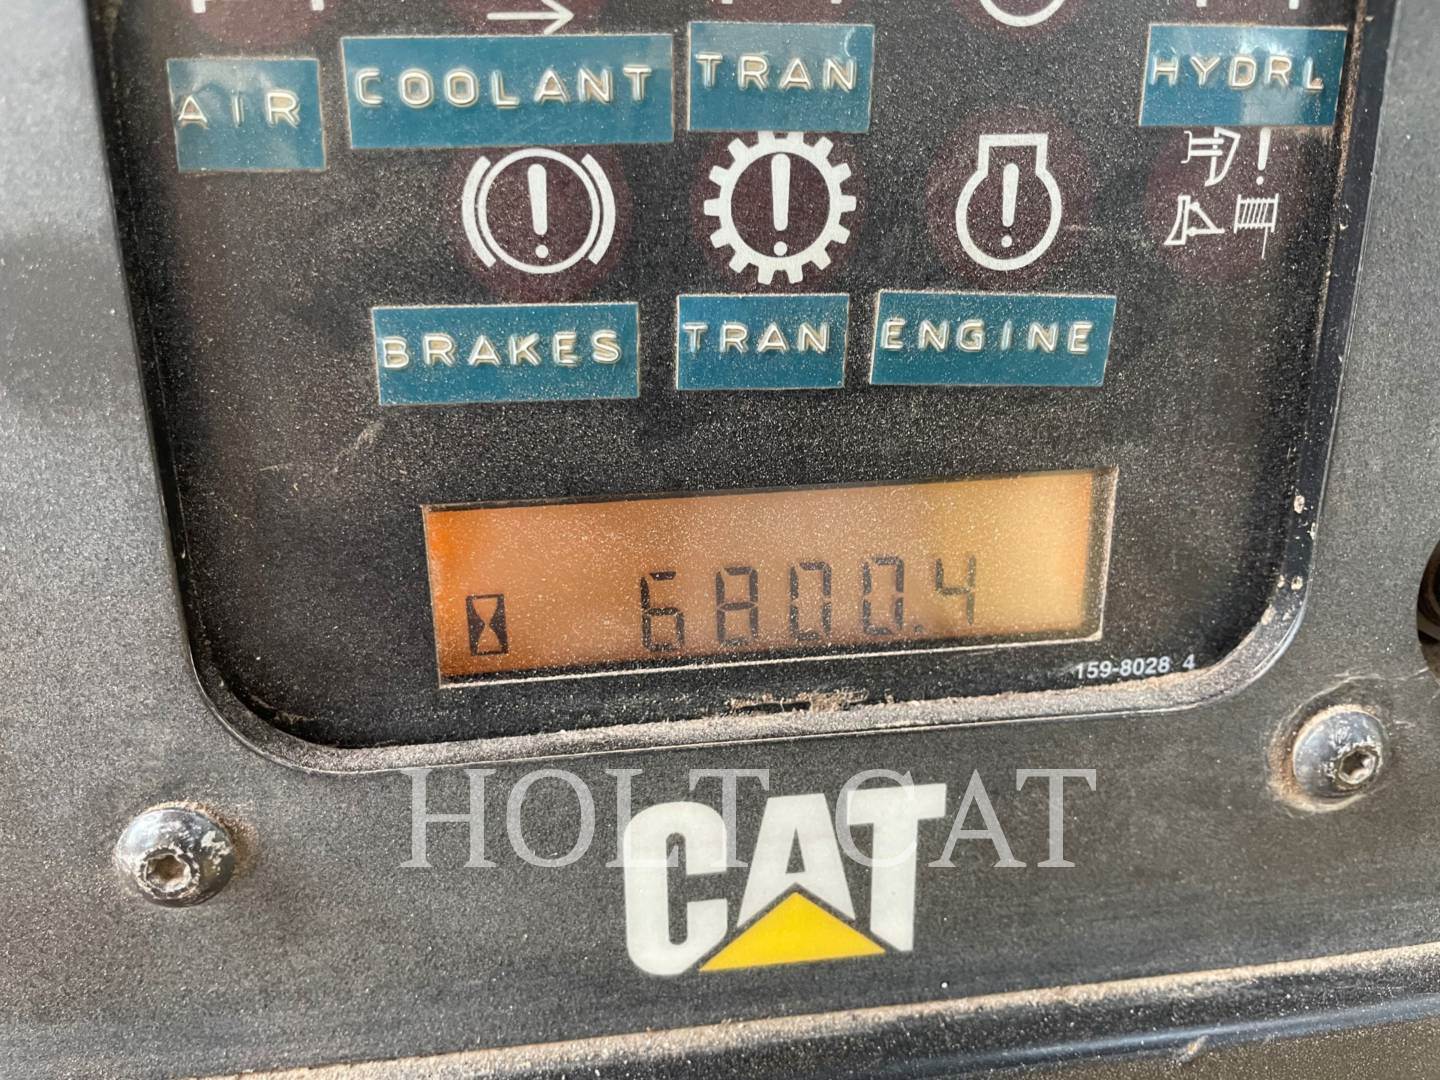 AIR COOLANT TRAN HYDRL
BRAKES TRAN ENGINE
6800.4
159-8028 4
HOLT CAT
CAT